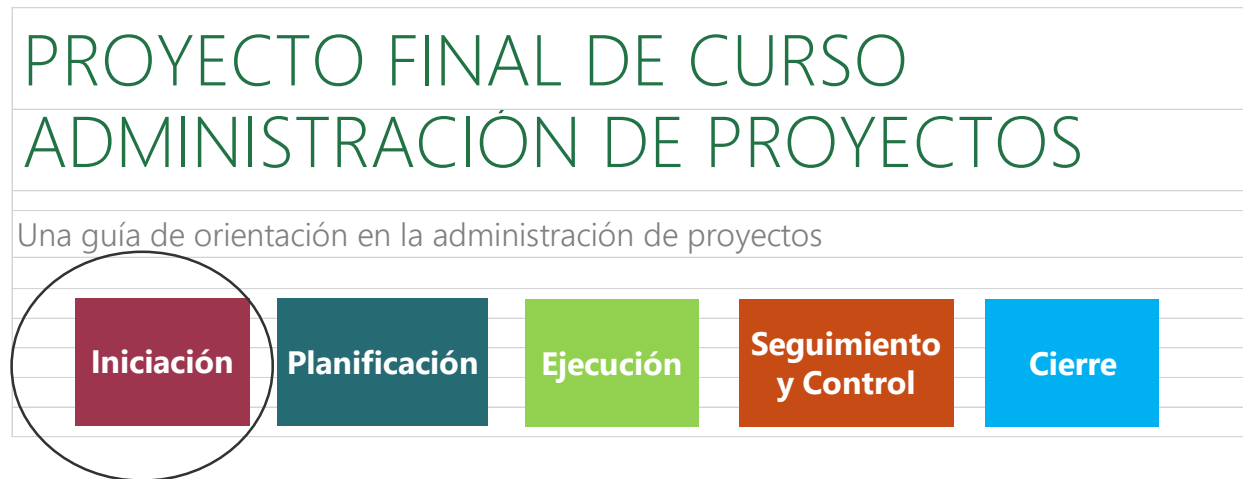 PROYECTO FINAL DE CURSO
ADMINISTRACIÓN DE PROYECTOS
Una guía de orientación en la administración de proyectos
Iniciación
Planificación
Ejecución
Seguimiento
y Control
Cierre